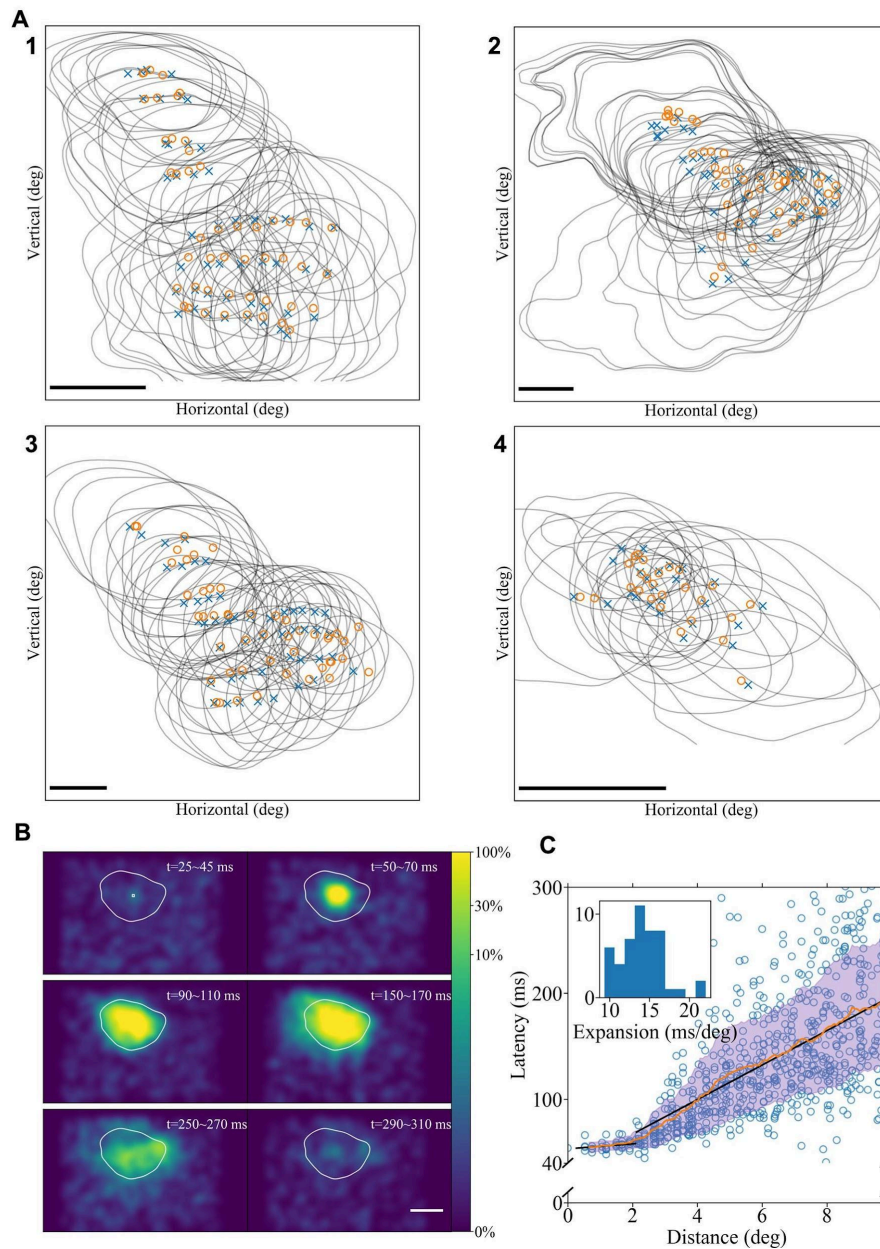 A
1
2
Vertical (deg)
Vertical (deg)
Horizontal (deg)
Horizontal (deg)
3
4
Vertical (deg)
Vertical (deg)
Horizontal (deg)
Horizontal (deg)
B
t=25~45 ms
t=50~70 ms
t=90~110 ms
t=150~170 ms
t=250~270 ms
t=290~310 ms
100%
30%
10%
0%
C
300
200
100
40
0
Latency (ms)
10
0
10
15
20
Expansion (ms/deg)
0
2
4
6
8
Distance (deg)